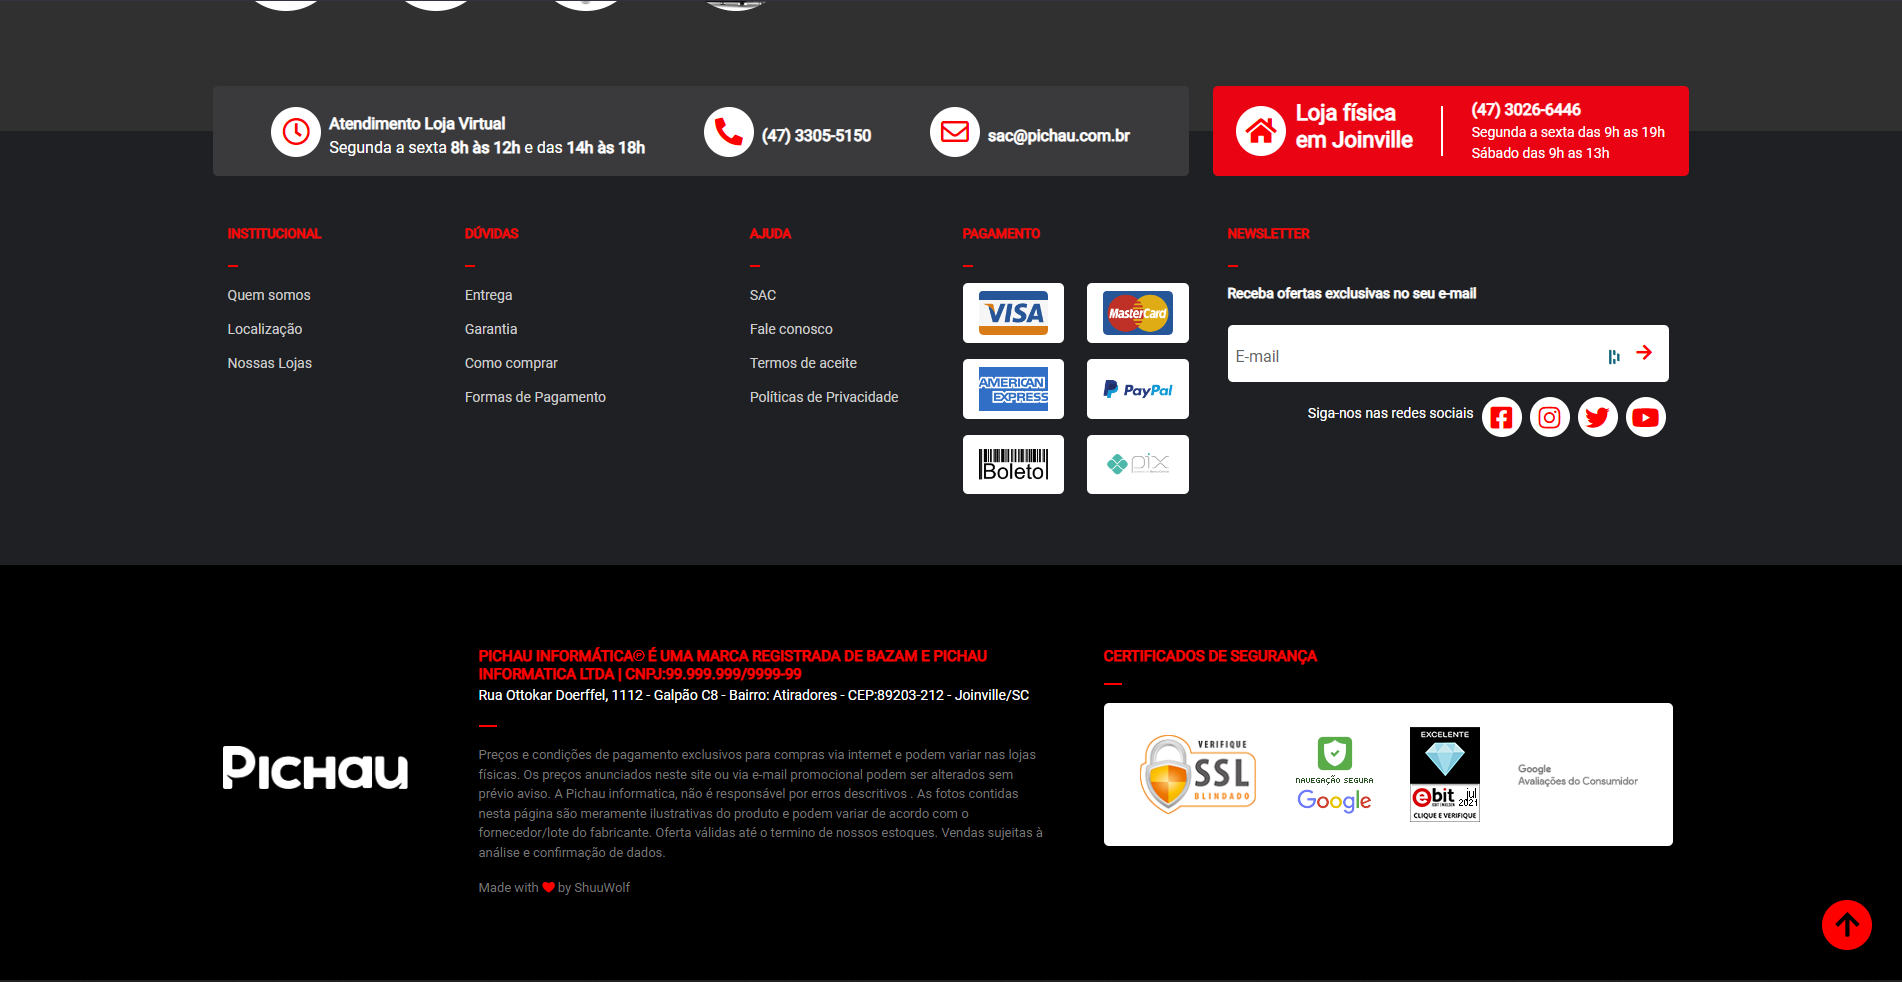 Atendimento Loja Virtual
Segunda a sexta 8h às 12h e das 14h às 18h
(47) 3305-5150
sac@pichau.com.br
Loja física
em Joinville
(47) 3026-6446
Segunda a sexta das 9h as 19h
Sábado das 9h as 13h
INSTITUCIONAL
Quem somos
Localização
Nossas Lojas
DÚVIDAS
Entrega
Garantia
Como comprar
Formas de Pagamento
AJUDA
SAC
Fale conosco
Termos de aceite
Políticas de Privacidade
PAGAMENTO
VISA
MasterCard
AMERICAN
EXPRESS
PayPal
Boleto
pix
NEWSLETTER
Receba ofertas exclusivas no seu e-mail
E-mail
Siga-nos nas redes sociais
PICHAU
PICHAU INFORMÁTICA® É UMA MARCA REGISTRADA DE BAZAM E PICHAU
INFORMATICA LTDA | CNPJ:99.999.999/9999-99
Rua Ottokar Doerffel, 1112 - Galpão C8 - Bairro: Atiradores - CEP:89203-212 - Joinville/SC
Preços e condições de pagamento exclusivos para compras via internet e podem variar nas lojas
físicas. Os preços anunciados neste site ou via e-mail promocional podem ser alterados sem
prévio aviso. A Pichau informatica, não é responsável por erros descritivos . As fotos contidas
nesta página são meramente ilustrativas do produto e podem variar de acordo com o
fornecedor/lote do fabricante. Oferta válidas até o termino de nossos estoques. Vendas sujeitas à
análise e confirmação de dados.
Made with ❤ by ShuuWolf
CERTIFICADOS DE SEGURANÇA
VERIFIQUE
SSL
BLINDADO
NAVEGAÇÃO SEGURA
Google
EXCELENTE
ebit
jul
2021
CLIQUE E VERIFIQUE
Google
Avaliações do Consumidor